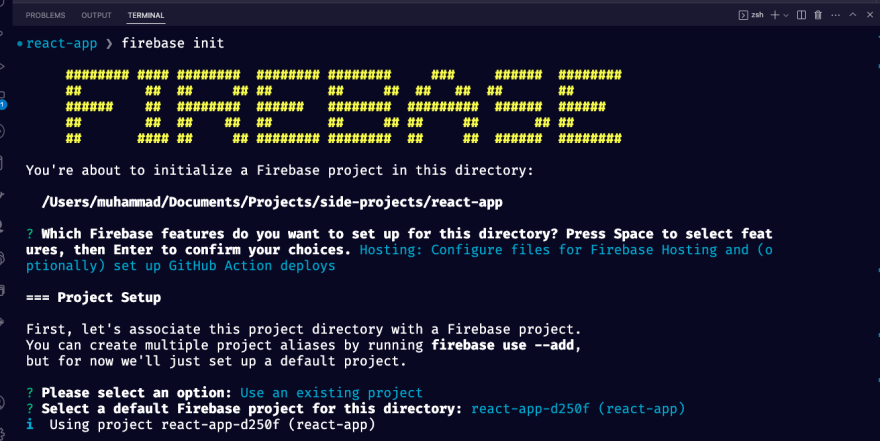 PROBLEMS OUTPUT TERMINAL zsh
react-app ❯ firebase init
######## #### ######## ######## ########     ###     ######  ########
##        ##  ##     ## ##       ##     ##  ##   ##  ##       ##
######    ##  ######## ######   ########  #########  ######  ######
##        ##  ##    ##  ##       ##     ## ##     ##       ## ##
##       #### ##     ## ######## ######## ##     ##  ######  ########
You're about to initialize a Firebase project in this directory:
/Users/muhammad/Documents/Projects/side-projects/react-app
? Which Firebase features do you want to set up for this directory? Press Space to select feat
ures, then Enter to confirm your choices. Hosting: Configure files for Firebase Hosting and (o
ptionally) set up GitHub Action deploys
=== Project Setup
First, let's associate this project directory with a Firebase project.
You can create multiple project aliases by running firebase use --add,
but for now we'll just set up a default project.
? Please select an option: Use an existing project
? Select a default Firebase project for this directory: react-app-d250f (react-app)
i Using project react-app-d250f (react-app)